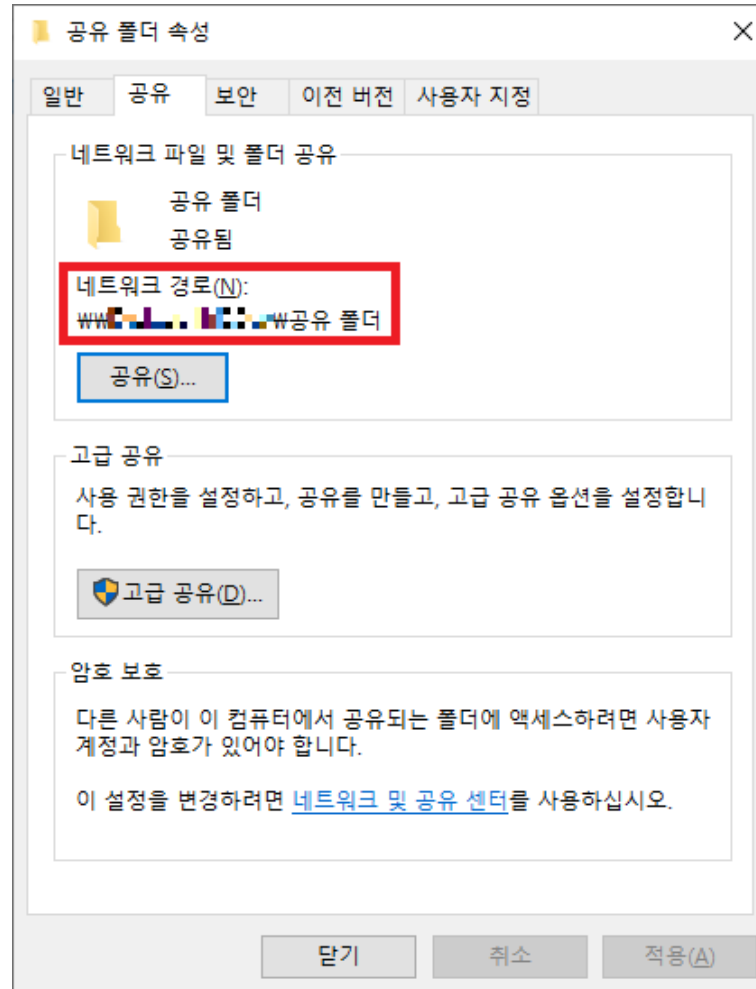 공유 폴더 속성
일반 공유 보안 이전 버전 사용자 지정
네트워크 파일 및 폴더 공유
공유 폴더
공유됨
네트워크 경로(N):
₩₩ ₩공유 폴더
공유(S)...
고급 공유
사용 권한을 설정하고, 공유를 만들고, 고급 공유 옵션을 설정합니
다.
고급 공유(D)...
암호 보호
다른 사람이 이 컴퓨터에서 공유되는 폴더에 액세스하려면 사용자
계정과 암호가 있어야 합니다.
이 설정을 변경하려면 네트워크 및 공유 센터를 사용하십시오.
닫기 취소 적용(A)